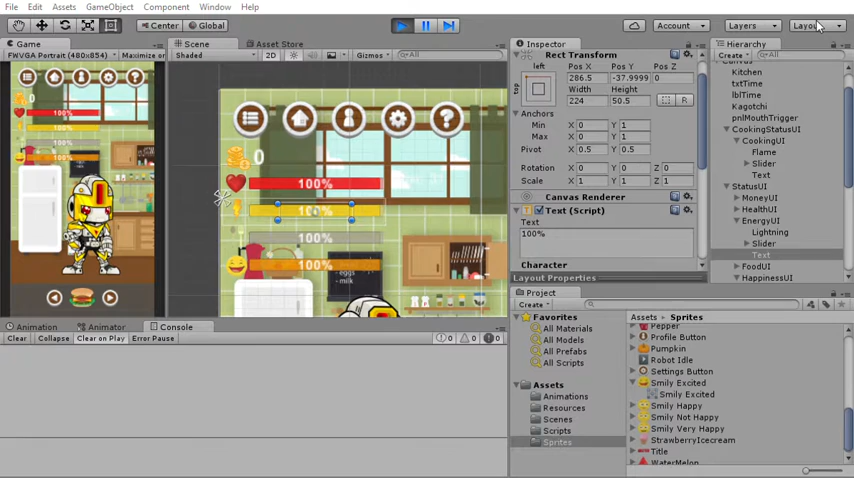 File Edit Assets GameObject Component Window Help
Center Global Account Layers Layout
Game Scene Asset Store Inspector Hierarchy
FWVGA Portrait (480x854) Maximize Shaded 2D Gizmos All Create All
Rect Transform
left Pos X Pos Y Pos Z
286.5 -37.9999 0
top Width Height
224 50.5 R
Anchors
Min X 0 Y 1
Max X 0 Y 1
Pivot X 0.5 Y 0.5
Rotation X 0 Y 0 Z 0
Scale X 1 Y 1 Z 1
Canvas Renderer
Text (Script)
Text
100%
Layout Properties
Kitchen
txtTime
lblTime
Kagotchi
pnlMouthTrigger
CookingStatusUI
CookingUI
Flame
Slider
Text
StatusUI
MoneyUI
HealthUI
EnergyUI
Lightning
Slider
Text
FoodUI
HappinessUI
0
100%
100%
0
100%
100%
100%
100%
- eggs
- milk
Project
Create
Favorites
All Materials
All Models
All Prefabs
All Scripts
Assets
Animations
Resources
Scenes
Scripts
Sprites
Assets Sprites
Pepper
Profile Button
Pumpkin
Robot Idle
Settings Button
Smily Excited
Smily Excited
Smily Happy
Smily Not Happy
Smily Very Happy
StrawberryIcecream
Title
WaterMelon
Animation Animator Console
Clear Collapse Clear on Play Error Pause 0 0 0